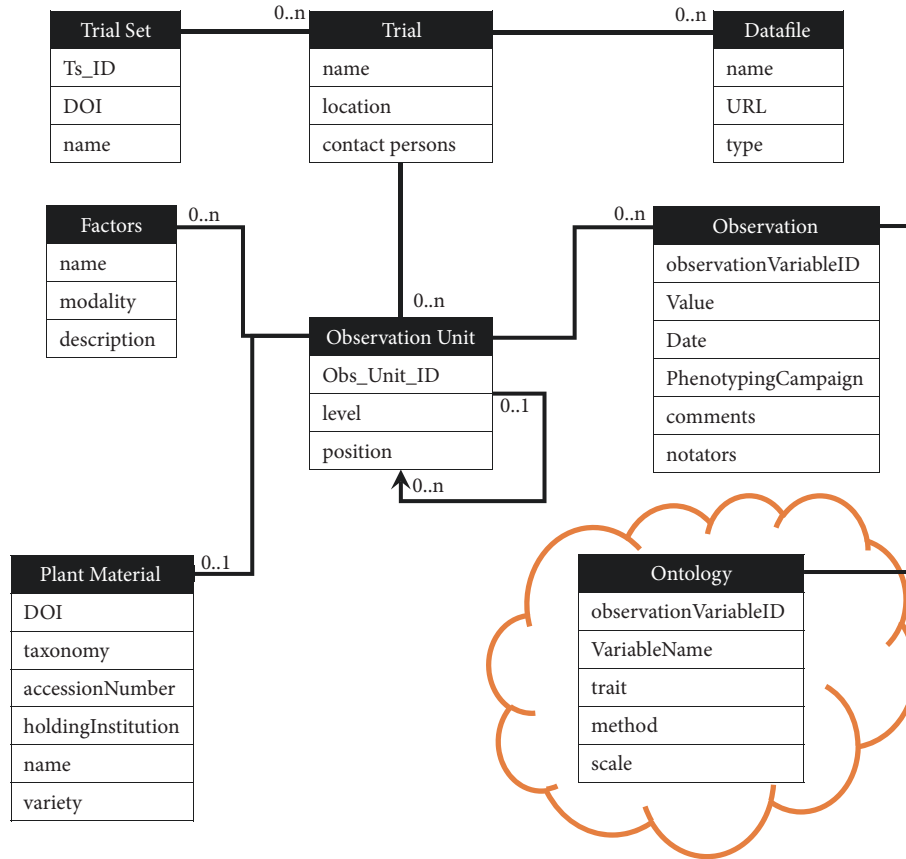 0..n
0..n
Trial Set
Ts_ID
DOI
name
Trial
name
location
contact persons
Datafile
name
URL
type
0..n
Factors
name
modality
description
0..n
0..n
Observation
observationVariableID
Value
Date
PhenotypingCampaign
comments
notators
Observation Unit
Obs_Unit_ID
level
position
0..1
0..n
0..1
Plant Material
DOI
taxonomy
accessionNumber
holdingInstitution
name
variety
Ontology
observationVariableID
VariableName
trait
method
scale